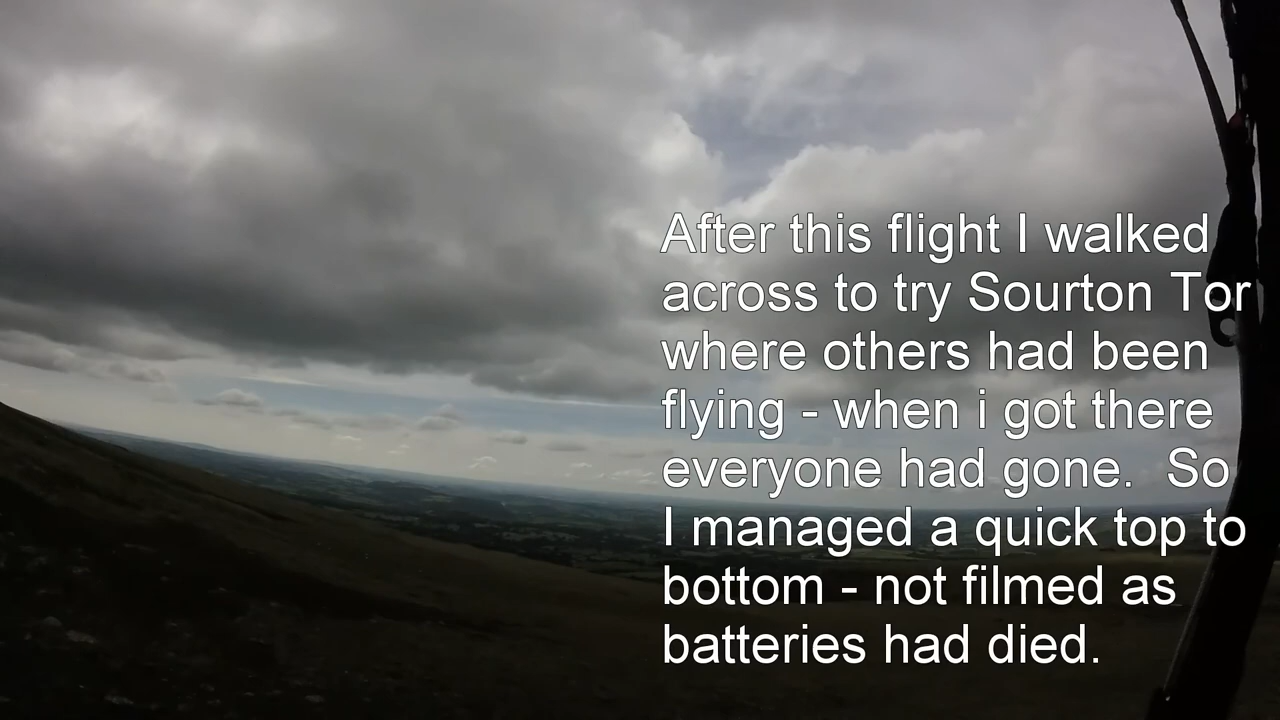 After this flight I walked
across to try Sourton Tor
where others had been
flying - when i got there
everyone had gone.  So
I managed a quick top to
bottom - not filmed as
batteries had died.